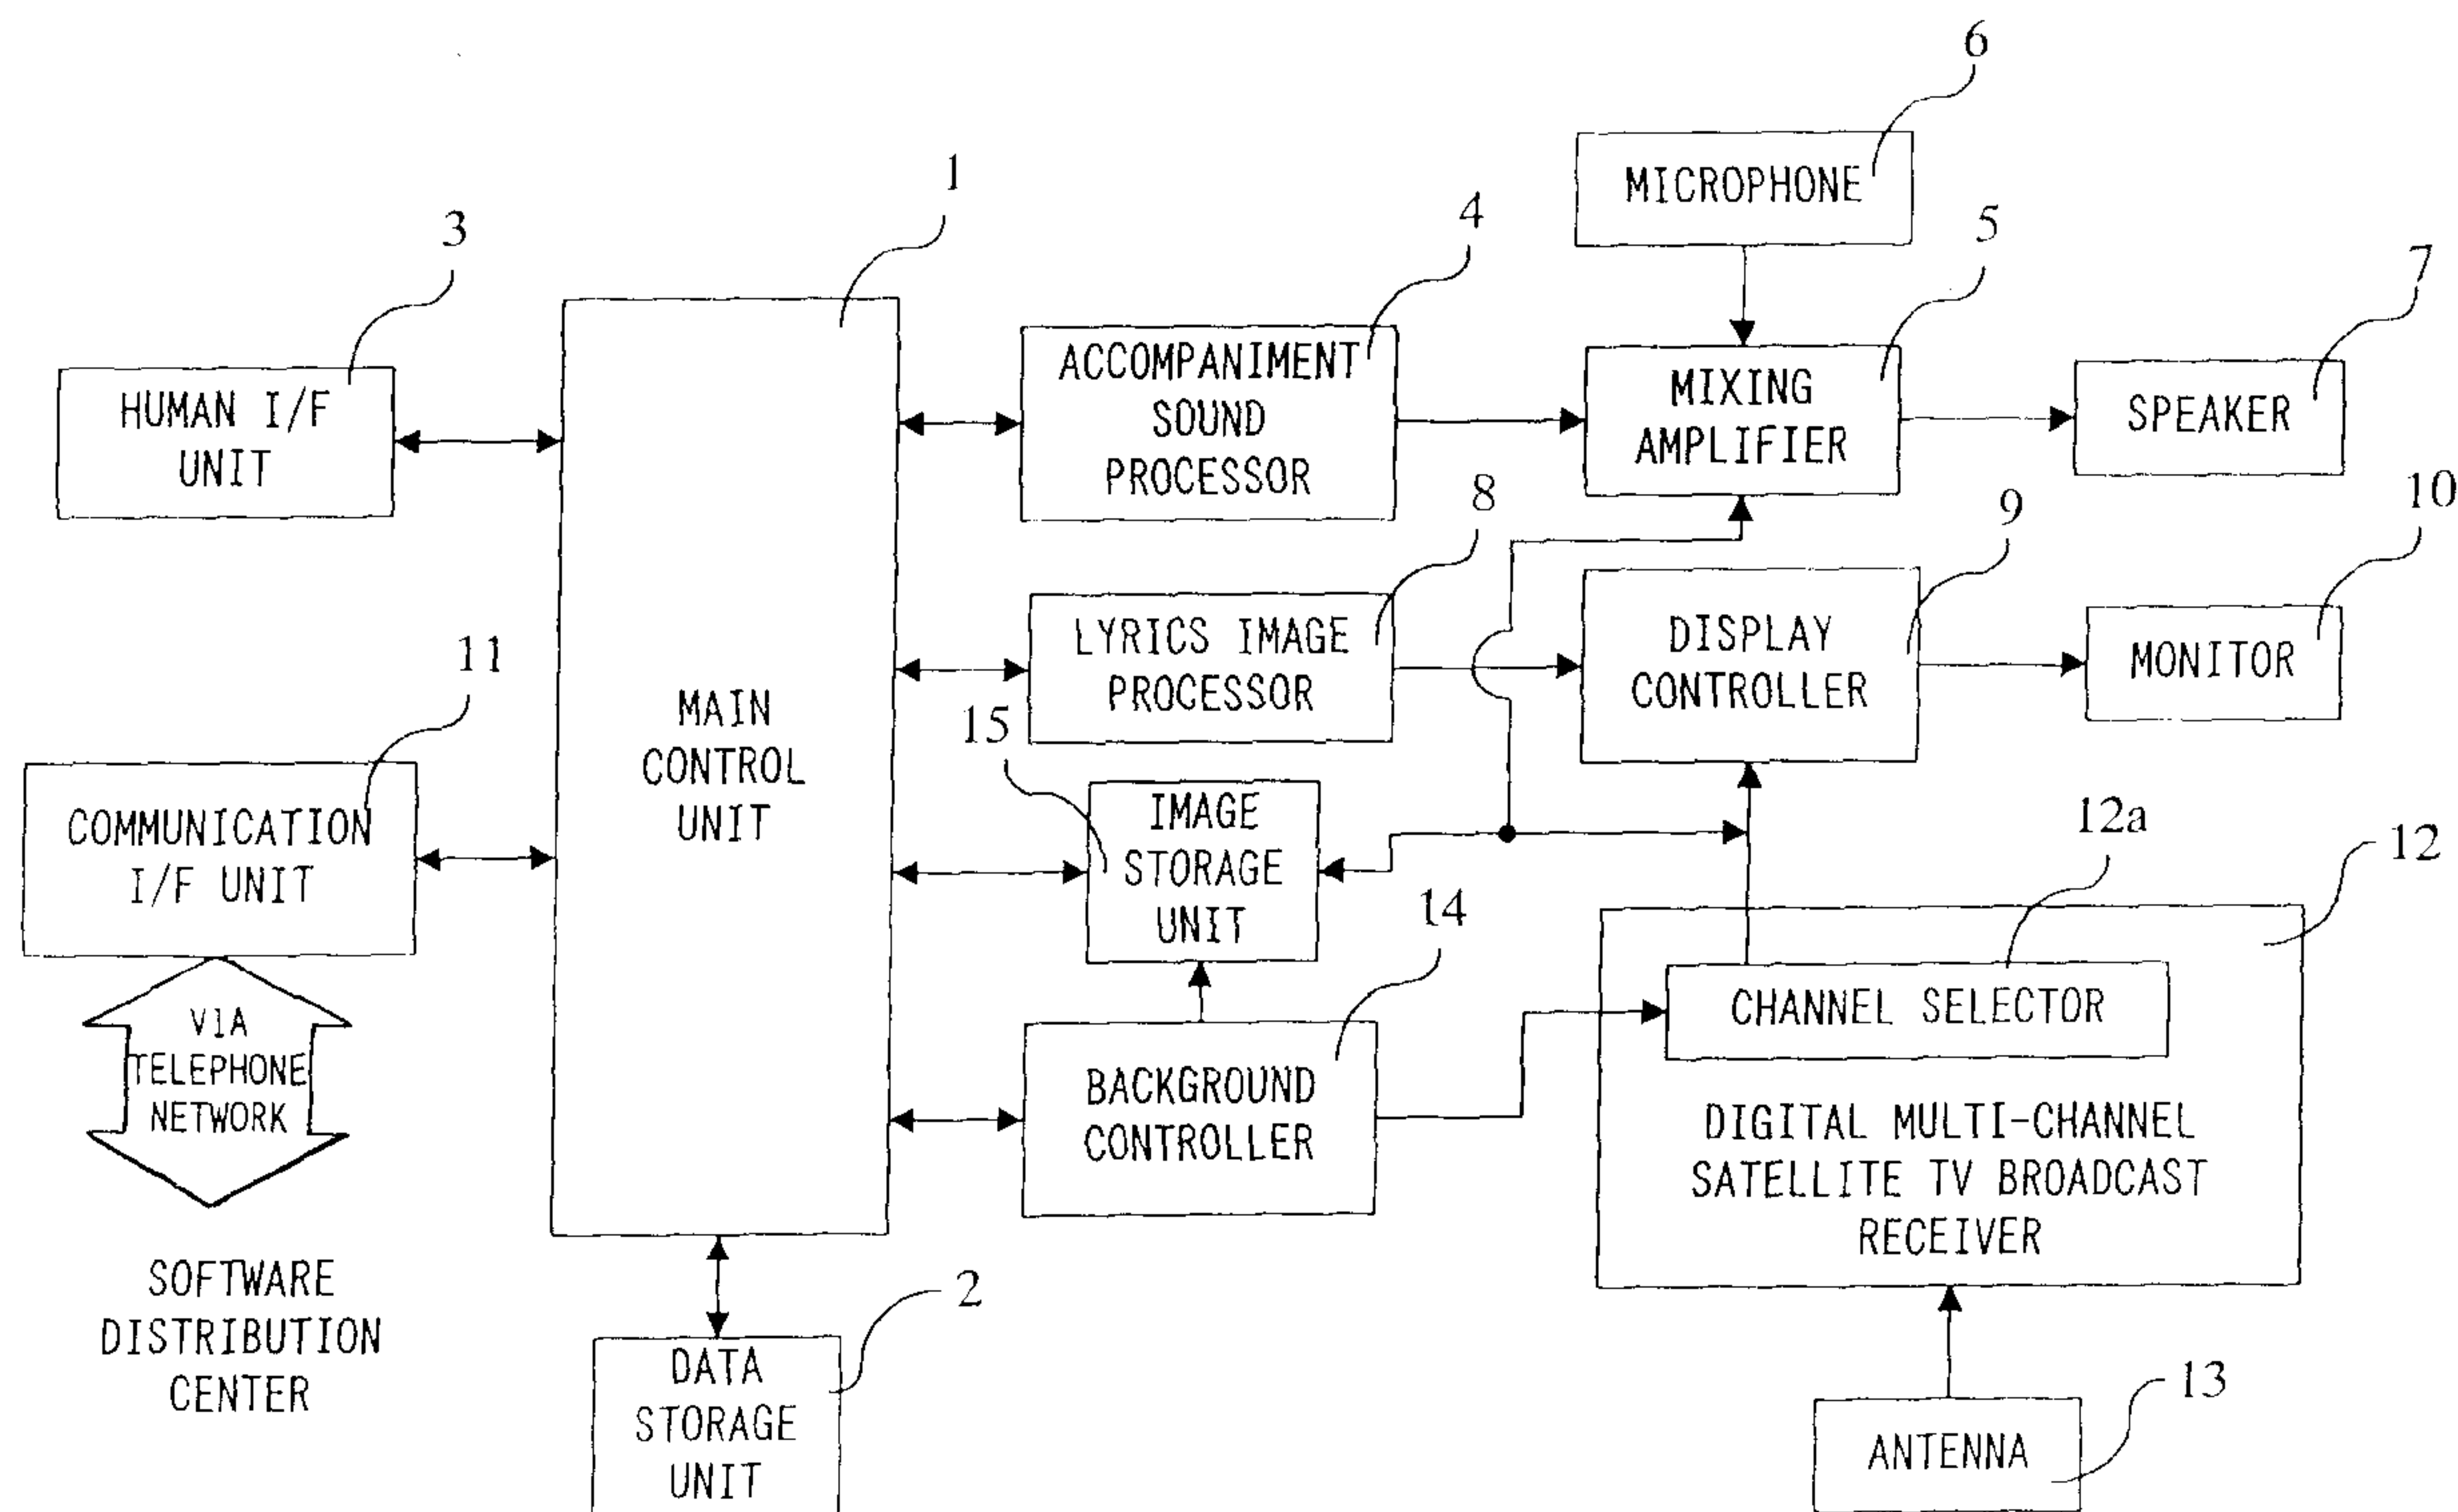 6
MICROPHONE
1
3
4
5
7
HUMAN I/F
UNIT
ACCOMPANIMENT
SOUND
PROCESSOR
MIXING
AMPLIFIER
SPEAKER
8
9
10
11
LYRICS IMAGE
PROCESSOR
DISPLAY
CONTROLLER
MONITOR
MAIN
CONTROL
UNIT
15
COMMUNICATION
I/F UNIT
IMAGE
STORAGE
UNIT
12a
12
14
CHANNEL SELECTOR
VIA
TELEPHONE
NETWORK
BACKGROUND
CONTROLLER
DIGITAL MULTI-CHANNEL
SATELLITE TV BROADCAST
RECEIVER
SOFTWARE
DISTRIBUTION
CENTER
2
DATA
STORAGE
UNIT
13
ANTENNA